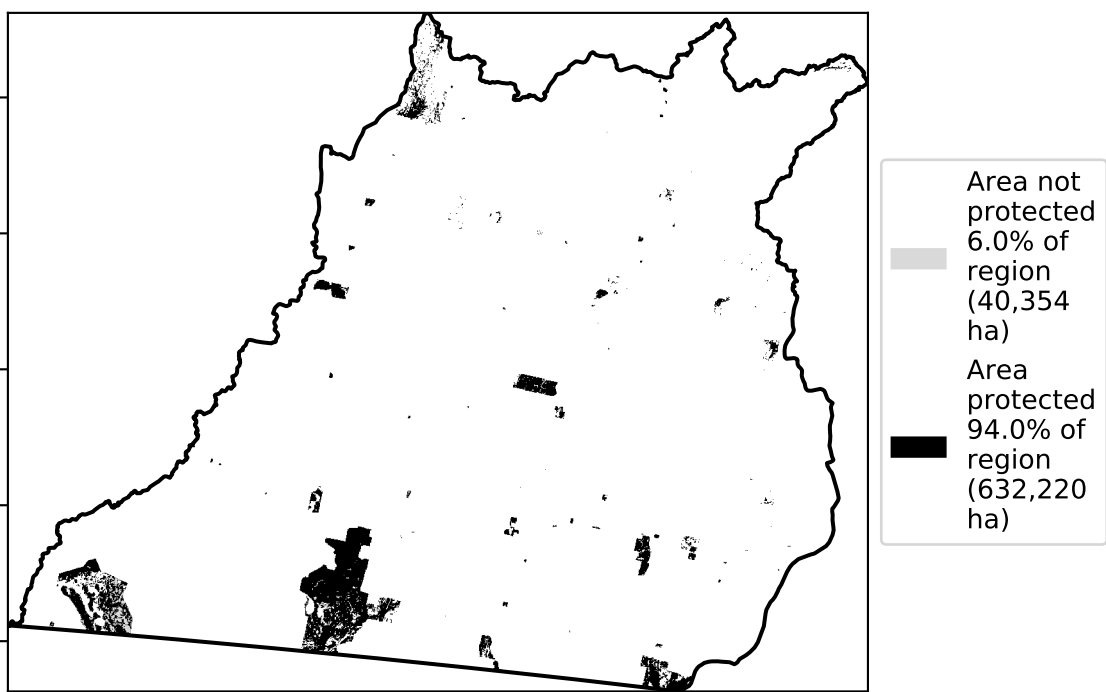 Area not
protected
6.0% of
region
(40,354
ha)
Area
protected
94.0% of
region
(632,220
ha)